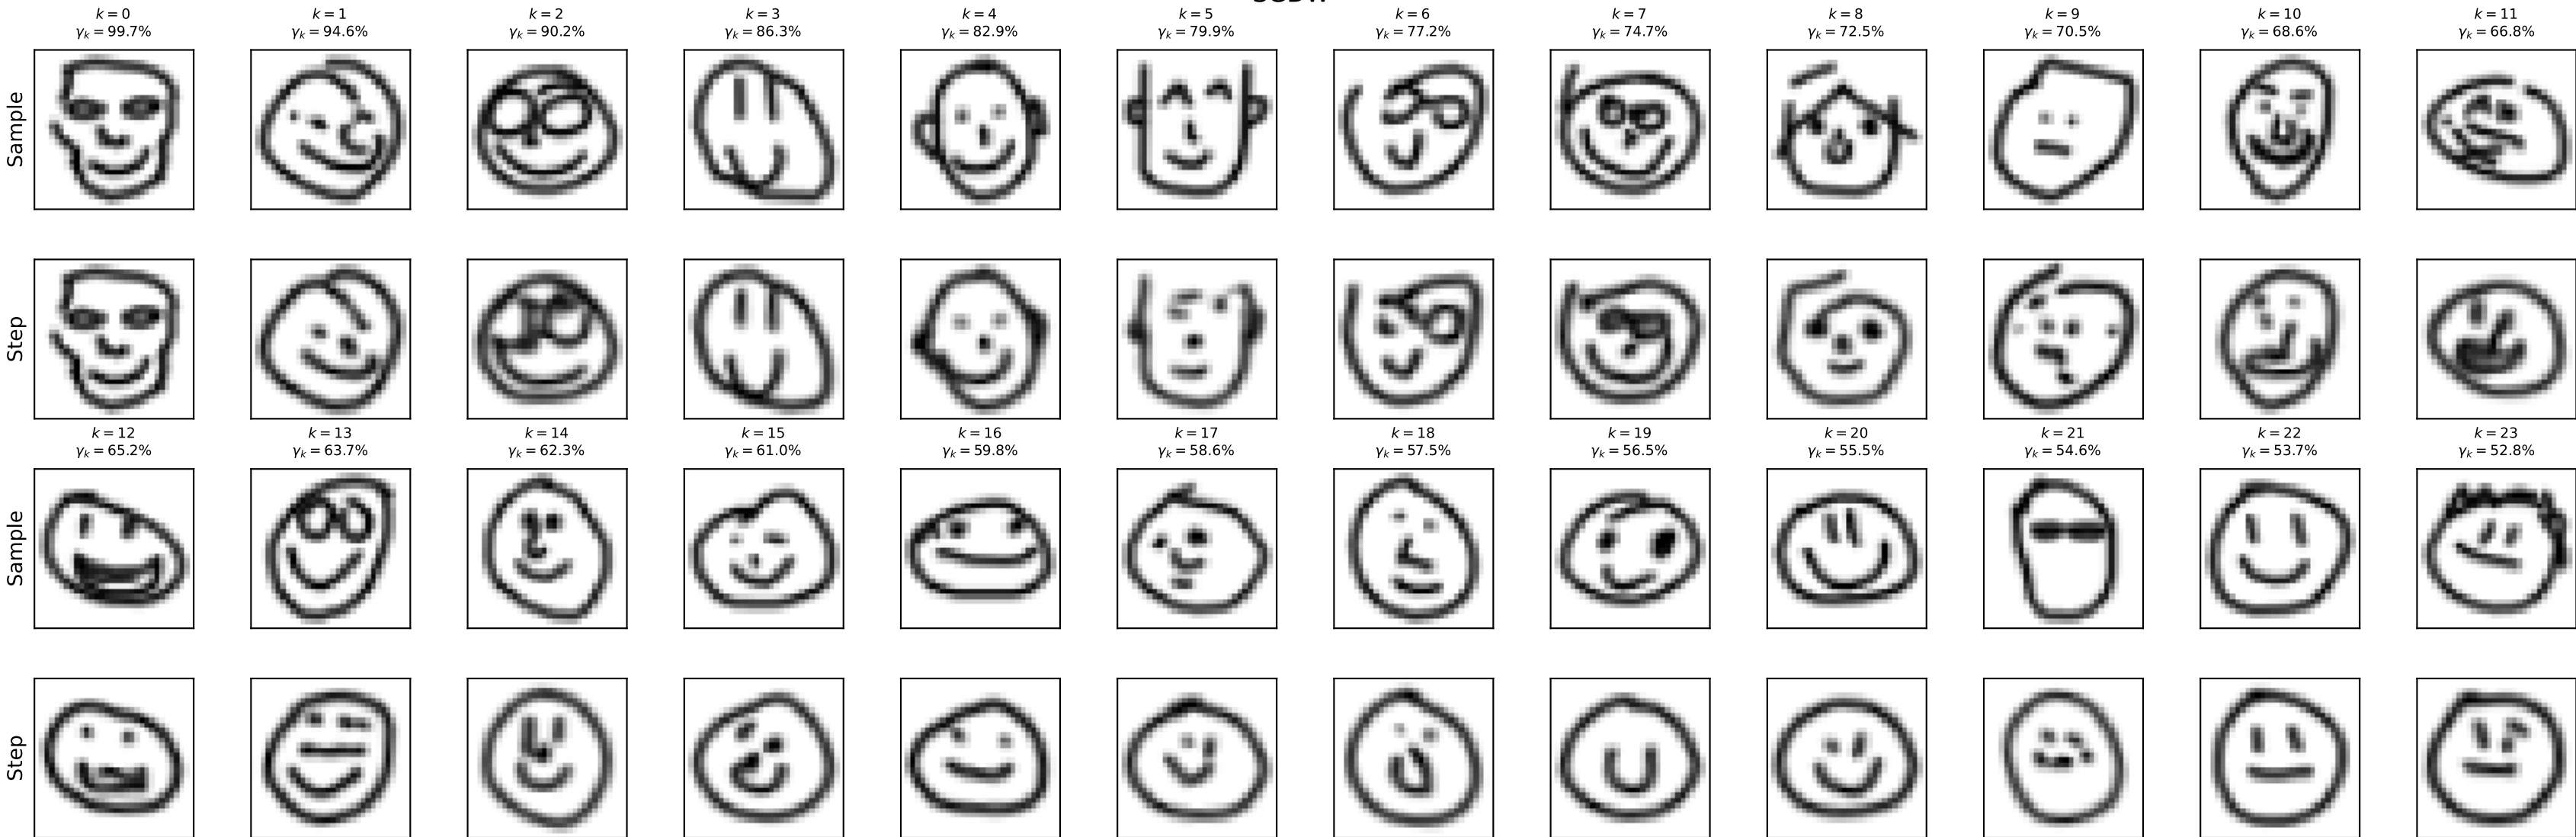 k = 0 k = 1 k = 2 k = 3 k = 4 k = 5 k = 6 k = 7 k = 8 k = 9 k = 10 k = 11
γk = 99.7% γk = 94.6% γk = 90.2% γk = 86.3% γk = 82.9% γk = 79.9% γk = 77.2% γk = 74.7% γk = 72.5% γk = 70.5% γk = 68.6% γk = 66.8%
Sample
Step
k = 12 k = 13 k = 14 k = 15 k = 16 k = 17 k = 18 k = 19 k = 20 k = 21 k = 22 k = 23
γk = 65.2% γk = 63.7% γk = 62.3% γk = 61.0% γk = 59.8% γk = 58.6% γk = 57.5% γk = 56.5% γk = 55.5% γk = 54.6% γk = 53.7% γk = 52.8%
Sample
Step